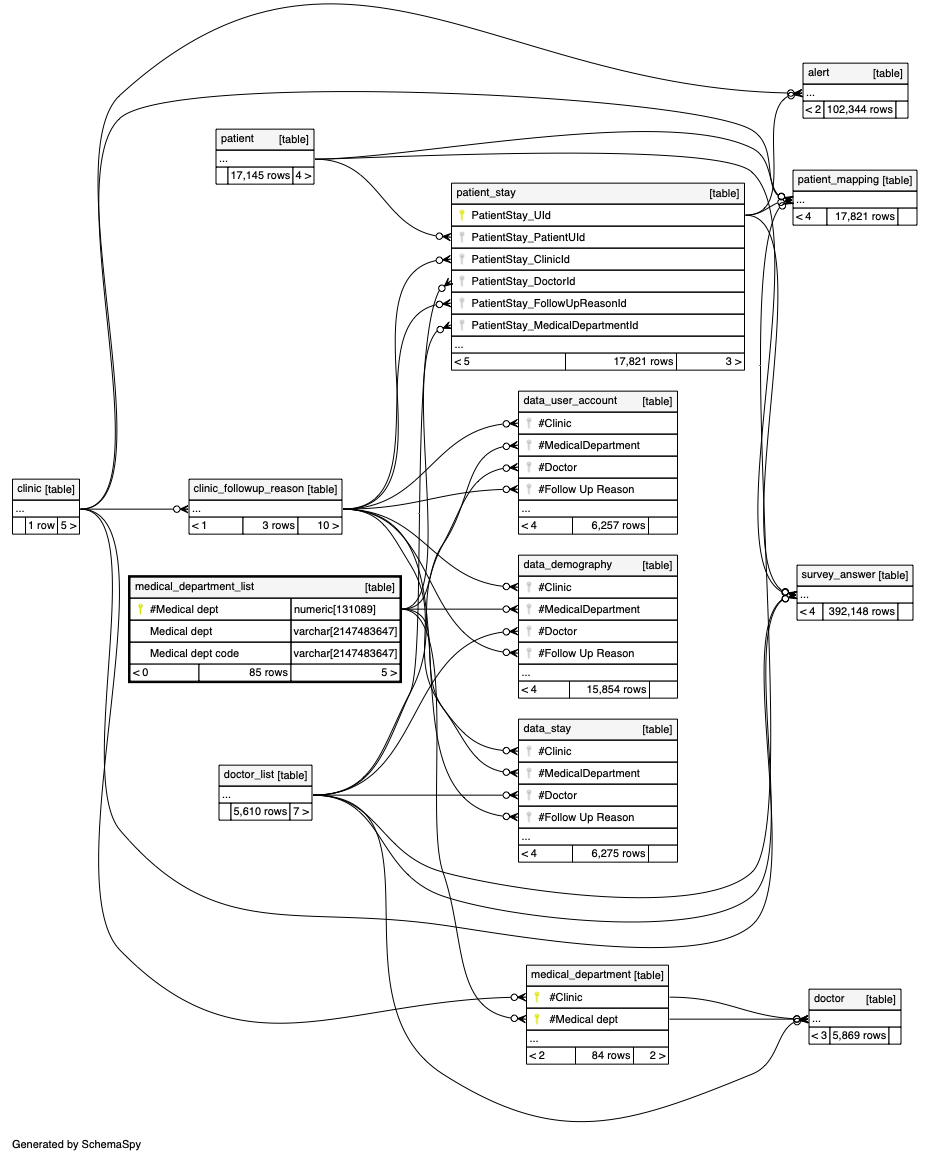 alert [table]
...
< 2 102,344 rows
patient [table]
...
17,145 rows 4 >
patient_mapping [table]
...
< 4 17,821 rows
patient_stay [table]
PatientStay_UId
PatientStay_PatientUId
PatientStay_ClinicId
PatientStay_DoctorId
PatientStay_FollowUpReasonId
PatientStay_MedicalDepartmentId
...
< 5 17,821 rows 3 >
data_user_account [table]
#Clinic
#MedicalDepartment
#Doctor
#Follow Up Reason
...
< 4 6,257 rows
clinic [table]
...
1 row 5 >
clinic_followup_reason [table]
...
< 1 3 rows 10 >
medical_department_list [table]
#Medical dept numeric[131089]
Medical dept varchar[2147483647]
Medical dept code varchar[2147483647]
< 0 85 rows 5 >
data_demography [table]
#Clinic
#MedicalDepartment
#Doctor
#Follow Up Reason
...
< 4 15,854 rows
survey_answer [table]
...
< 4 392,148 rows
data_stay [table]
#Clinic
#MedicalDepartment
#Doctor
#Follow Up Reason
...
< 4 6,275 rows
doctor_list [table]
...
5,610 rows 7 >
medical_department [table]
#Clinic
#Medical dept
...
< 2 84 rows 2 >
doctor [table]
...
< 3 5,869 rows
Generated by SchemaSpy